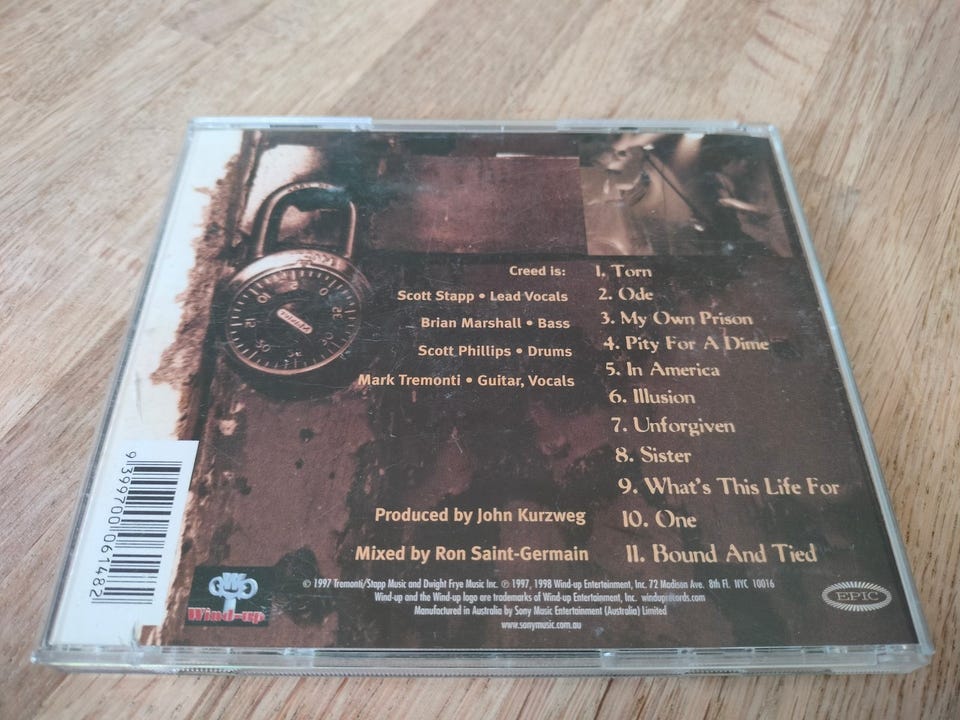 Creed is:
Scott Stapp • Lead Vocals
Brian Marshall • Bass
Scott Phillips • Drums
Mark Tremonti • Guitar, Vocals
1. Torn
2. Ode
3. My Own Prison
4. Pity For A Dime
5. In America
6. Illusion
7. Unforgiven
8. Sister
9. What's This Life For
10. One
11. Bound And Tied
Produced by John Kurzweg
Mixed by Ron Saint-Germain
© 1997 Tremonti/Stapp Music and Dwight Frye Music Inc. ℗ 1997, 1998 Wind-up Entertainment, Inc. 72 Madison Ave. 8th Fl. NYC 10016
Wind-up and the Wind-up logo are trademarks of Wind-up Entertainment, Inc. winduprecords.com
Manufactured in Australia by Sony Music Entertainment (Australia) Limited
www.sonymusic.com.au
Wind-up
EPIC
9 399700 061482